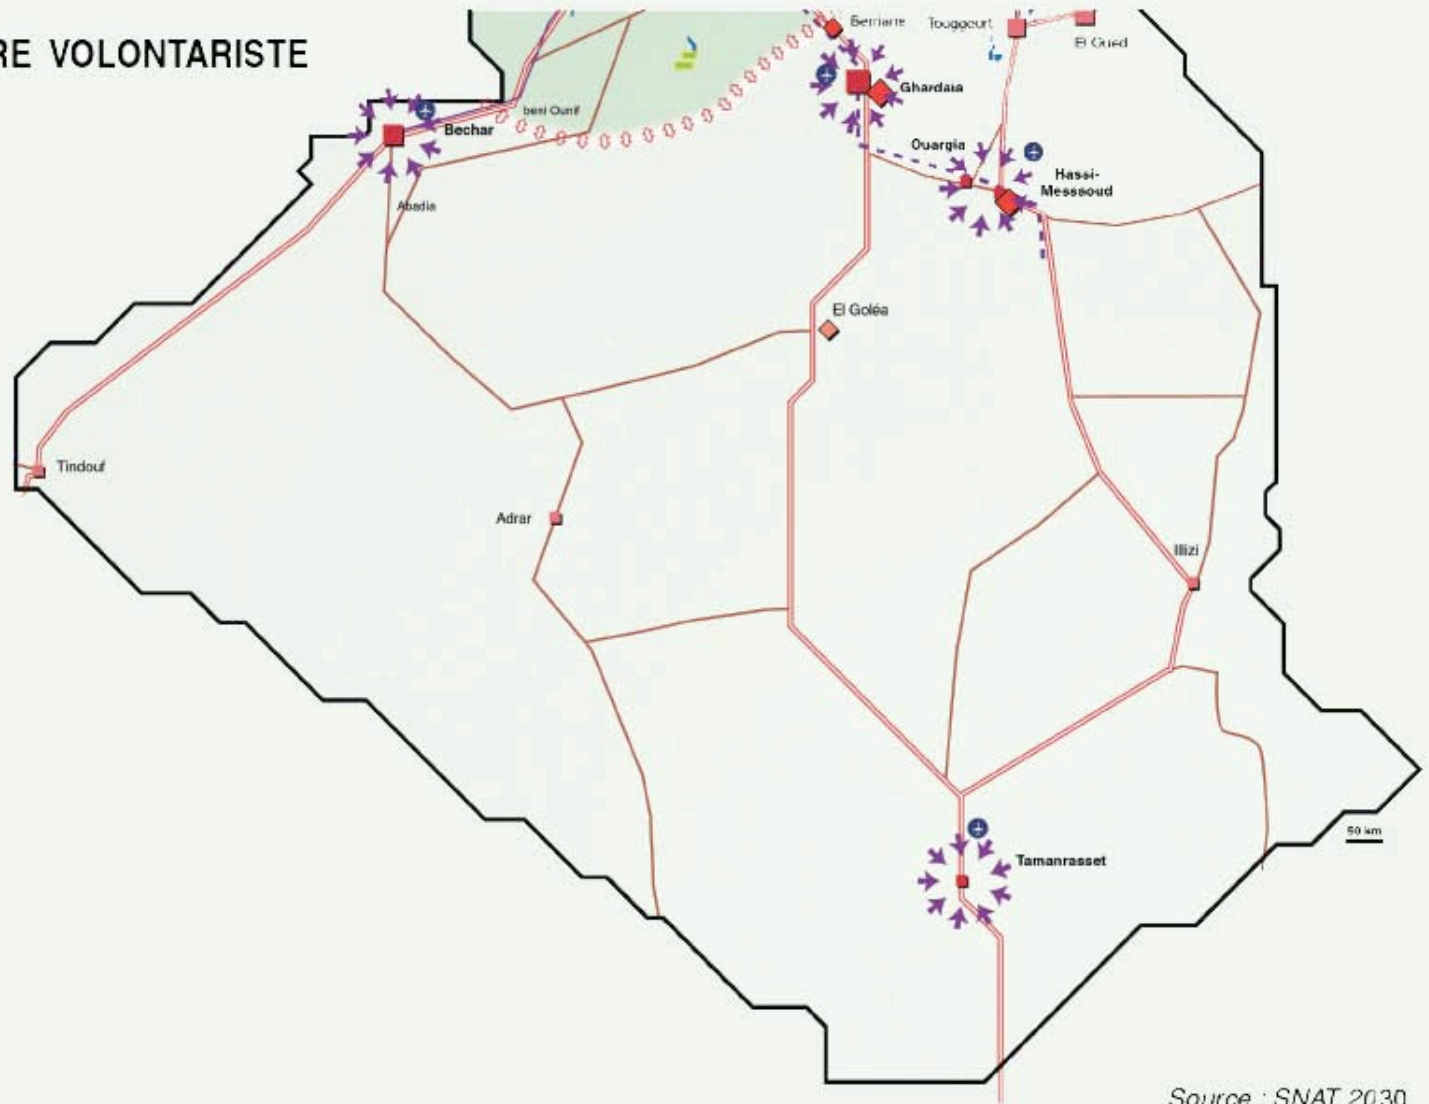 RE VOLONTARISTE
Berriane
Touggourt
El Oued
Ghardaia
beni Ounif
Bechar
Ouargla
Hassi-
Messaoud
Abadla
El Goléa
Tindouf
Adrar
Illizi
50 km
Tamanrasset
Source : SNAT 2030